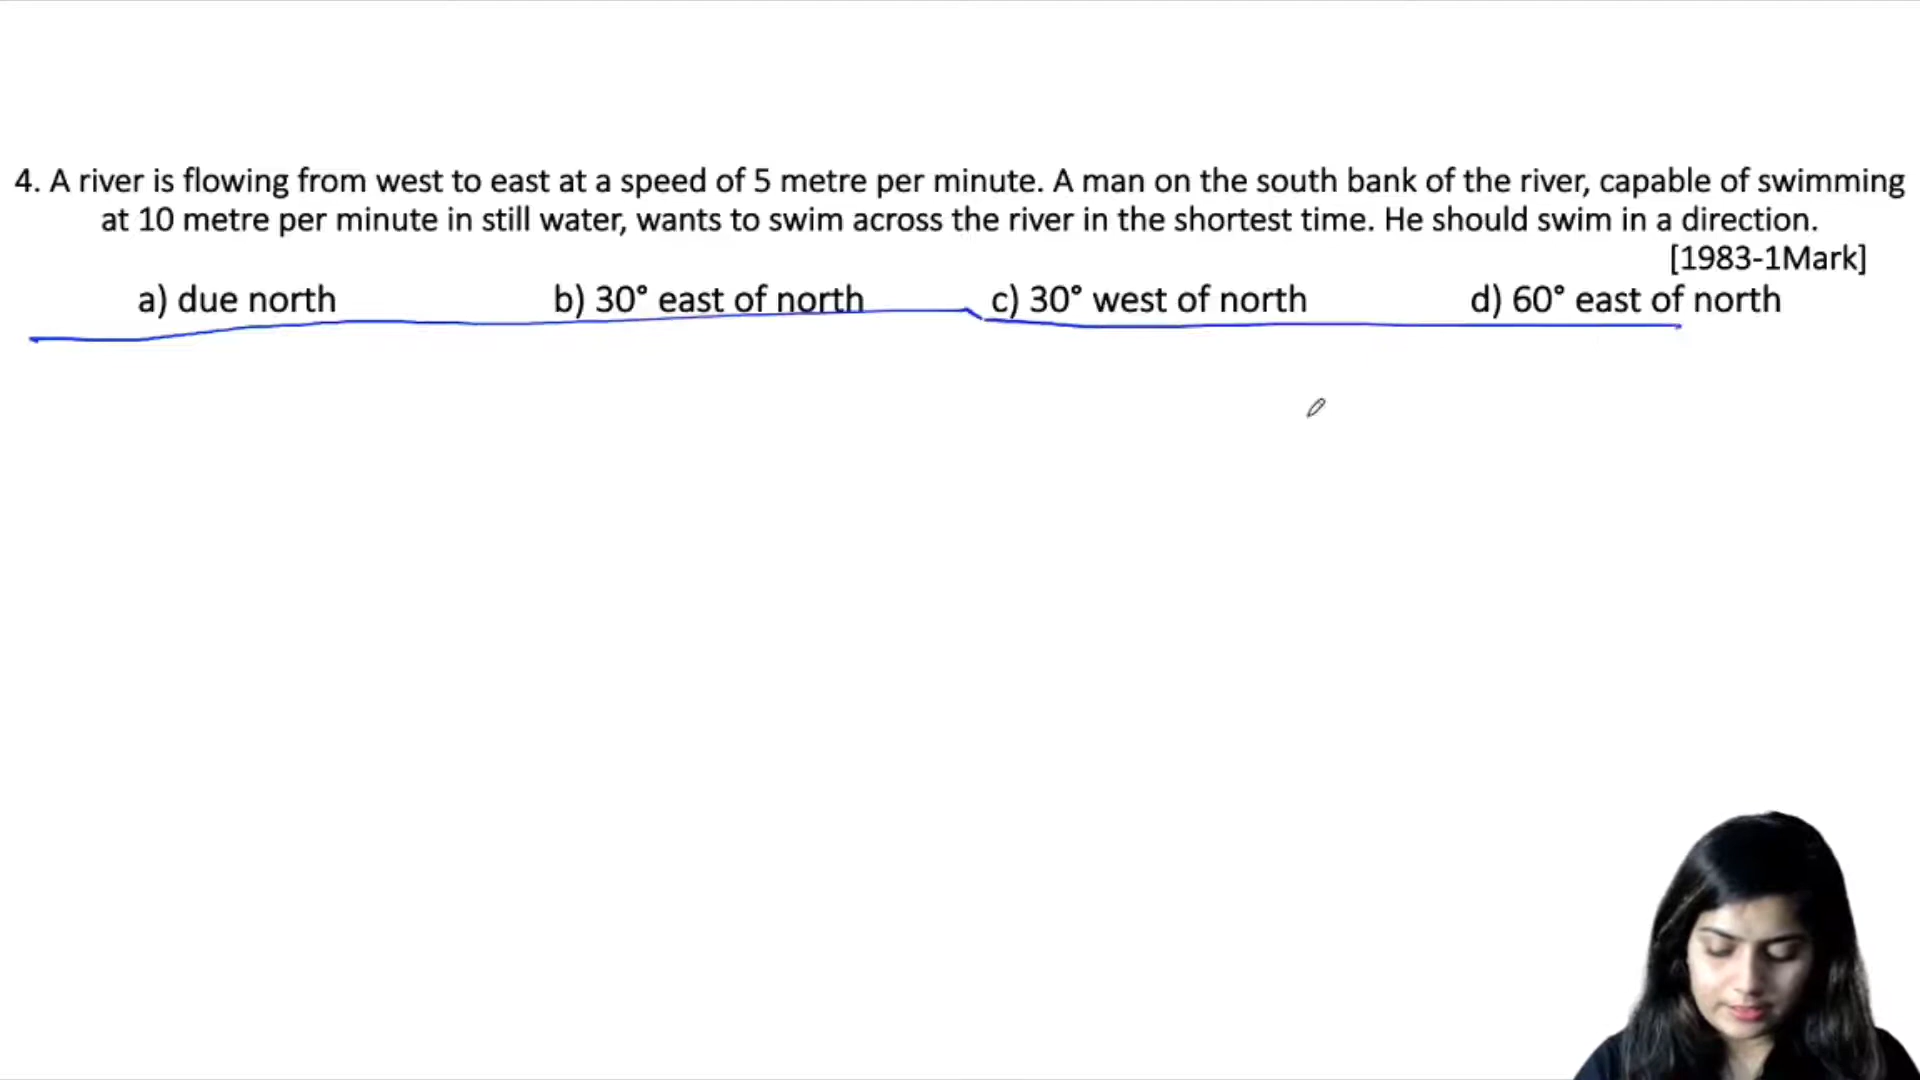 4. A river is flowing from west to east at a speed of 5 metre per minute. A man on the south bank of the river, capable of swimming
at 10 metre per minute in still water, wants to swim across the river in the shortest time. He should swim in a direction.
[1983-1Mark]
a) due north b) 30° east of north c) 30° west of north d) 60° east of north